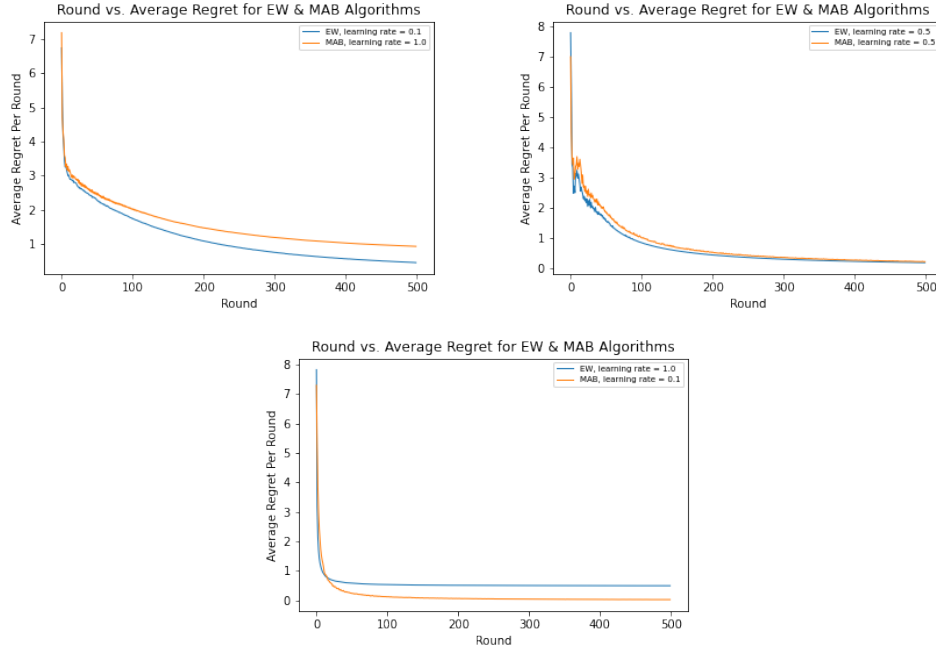 Round vs. Average Regret for EW & MAB Algorithms
EW, learning rate = 0.1
MAB, learning rate = 1.0
Average Regret Per Round
7
6
5
4
3
2
1
0 100 200 300 400 500
Round
Round vs. Average Regret for EW & MAB Algorithms
EW, learning rate = 0.5
MAB, learning rate = 0.5
Average Regret Per Round
8
7
6
5
4
3
2
1
0
0 100 200 300 400 500
Round
Round vs. Average Regret for EW & MAB Algorithms
EW, learning rate = 1.0
MAB, learning rate = 0.1
Average Regret Per Round
8
7
6
5
4
3
2
1
0
0 100 200 300 400 500
Round